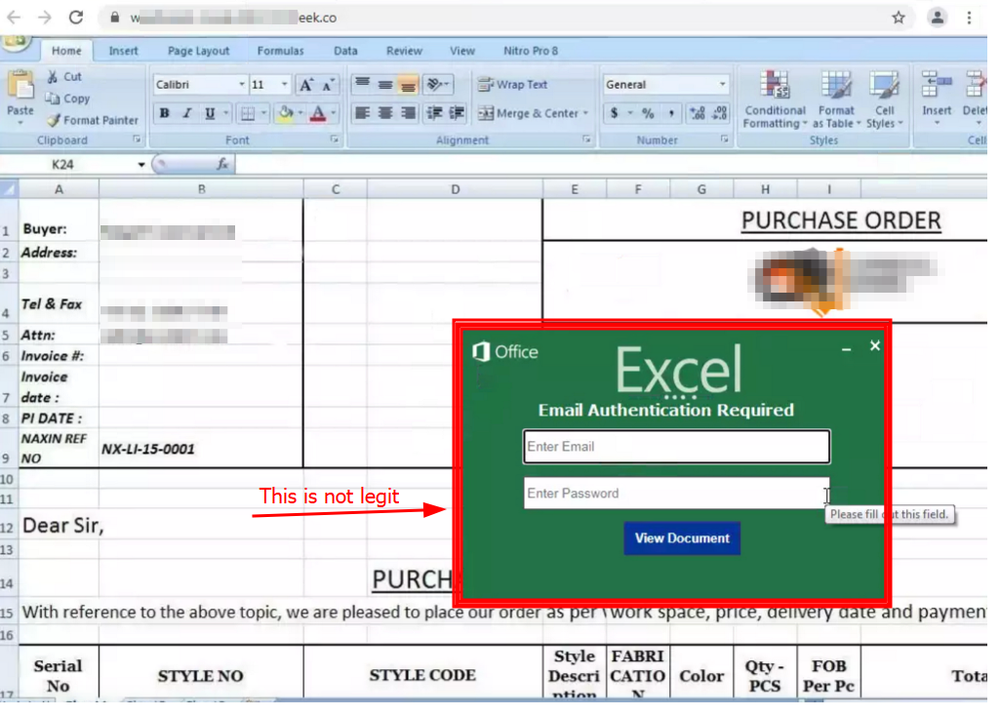 eek.co
Home Insert Page Layout Formulas Data Review View Nitro Pro 8
Cut
Copy
Format Painter
Paste
Calibri 11
B I U
Wrap Text
Merge & Center
General
$ % ,
Conditional Formatting
Format as Table
Cell Styles
Insert Delet
Clipboard Font Alignment Number Styles Cell
K24 fx
A B C D E F G H I
1 Buyer: PURCHASE ORDER
2 Address:
3
4 Tel & Fax
5 Attn:
6 Invoice #:
Invoice
7 date :
8 PI DATE :
NAXIN REF
9 NO NX-LI-15-0001
10
11
12 Dear Sir,
13
14 PURCH
15 With reference to the above topic, we are pleased to place our order as per work space, price, delivery date and paymen
16
Serial No STYLE NO STYLE CODE Style Descri ption FABRI CATIO N Color Qty - PCS FOB Per Pc Tota
17
Office
Excel
Email Authentication Required
Enter Email
Enter Password
Please fill out this field.
View Document
This is not legit